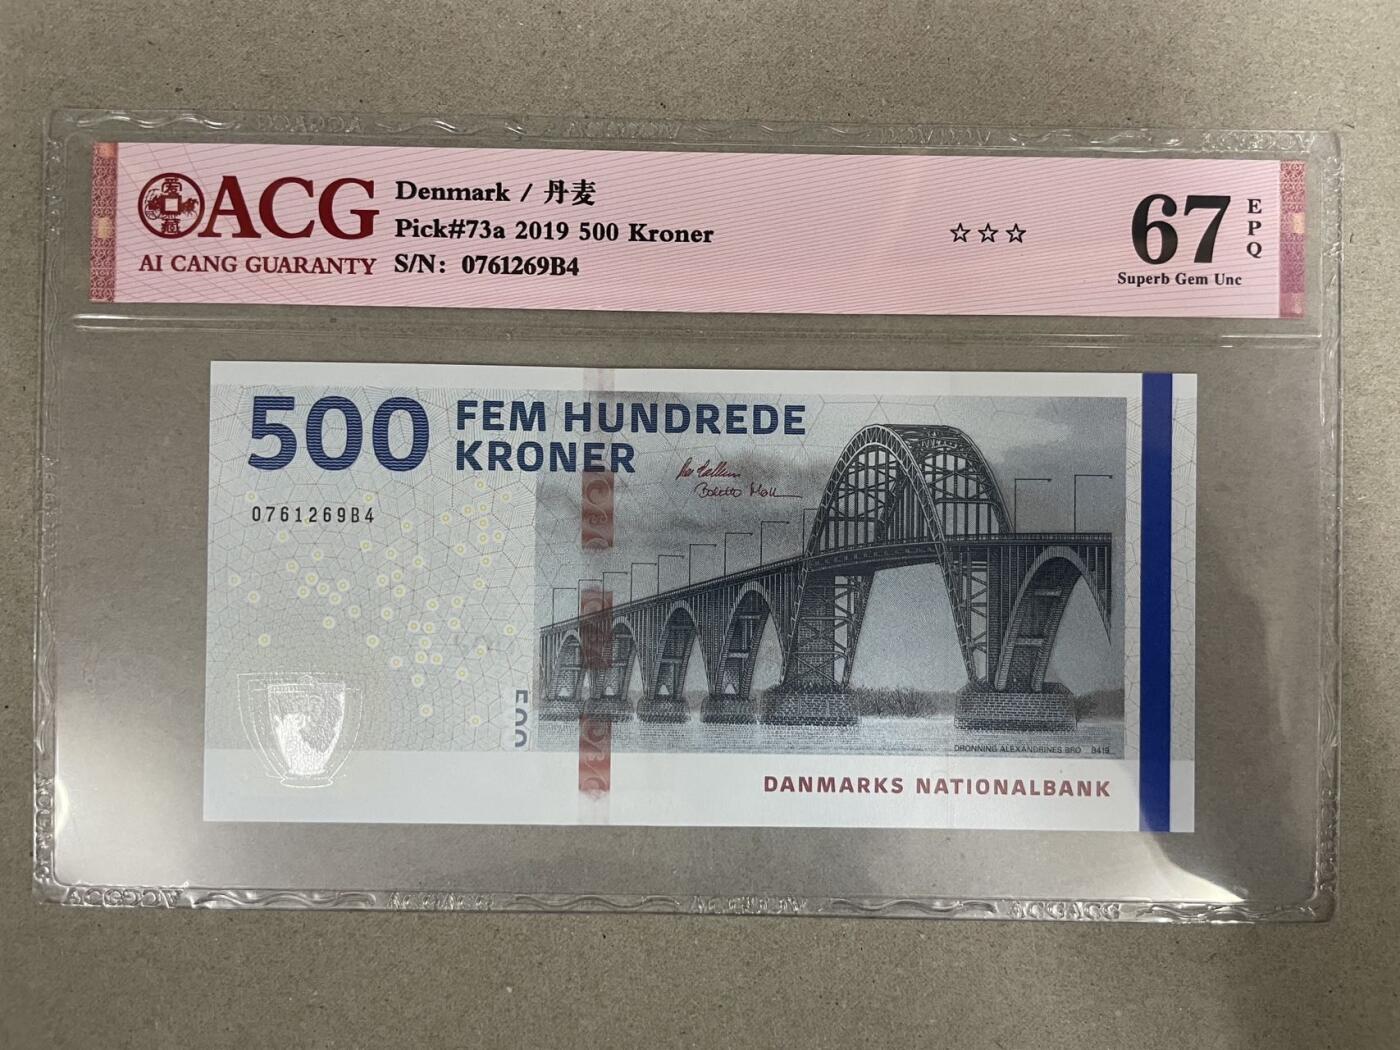 ACG
AI CANG GUARANTY
Denmark / 丹麦
Pick#73a 2019 500 Kroner
S/N: 0761269B4
☆☆☆
67
EPQ
Superb Gem Unc
500
FEM HUNDREDE
KRONER
0761269B4
DRONNING ALEXANDRINES BRO B419
DANMARKS NATIONALBANK